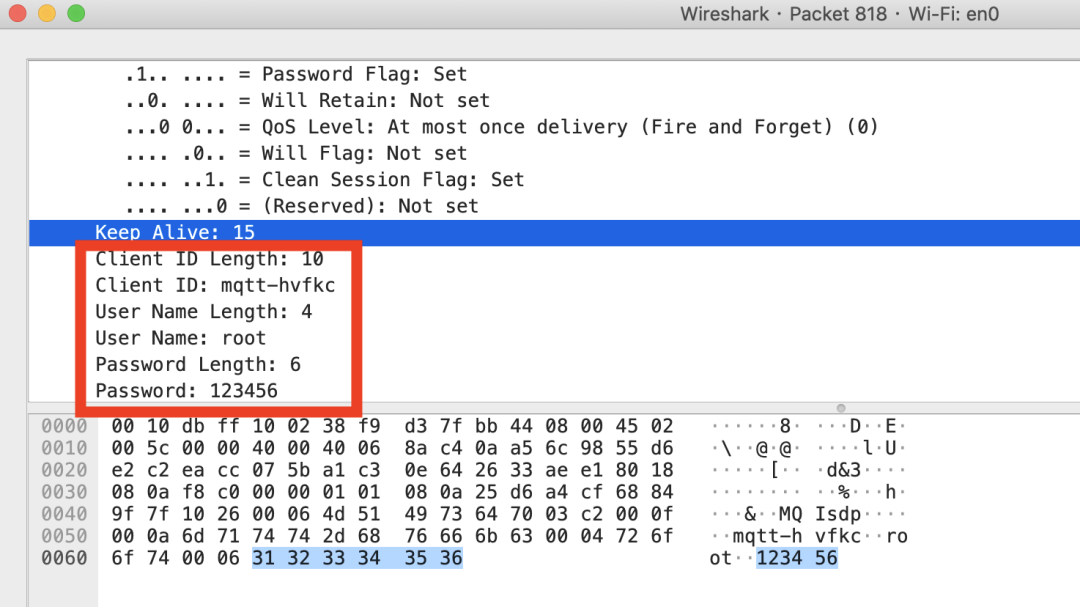 Wireshark · Packet 818 · Wi-Fi: en0
.1.. .... = Password Flag: Set
..0. .... = Will Retain: Not set
...0 0... = QoS Level: At most once delivery (Fire and Forget) (0)
.... .0.. = Will Flag: Not set
.... ..1. = Clean Session Flag: Set
.... ...0 = (Reserved): Not set
Keep Alive: 15
Client ID Length: 10
Client ID: mqtt-hvfkc
User Name Length: 4
User Name: root
Password Length: 6
Password: 123456
0000 00 10 db ff 10 02 38 f9 d3 7f bb 44 08 00 45 02 ······8· ···D··E·
0010 00 5c 00 00 40 00 40 06 8a c4 0a a5 6c 98 55 d6 ·\··@·@· ····l·U·
0020 e2 c2 ea cc 07 5b a1 c3 0e 64 26 33 ae e1 80 18 ·····[·· ·d&3····
0030 08 0a f8 c0 00 00 01 01 08 0a 25 d6 a4 cf 68 84 ········ ··%···h·
0040 9f 7f 10 26 00 06 4d 51 49 73 64 70 03 c2 00 0f ···&··MQ Isdp····
0050 00 0a 6d 71 74 74 2d 68 76 66 6b 63 00 04 72 6f ··mqtt-h vfkc··ro
0060 6f 74 00 06 31 32 33 34 35 36 ot··1234 56